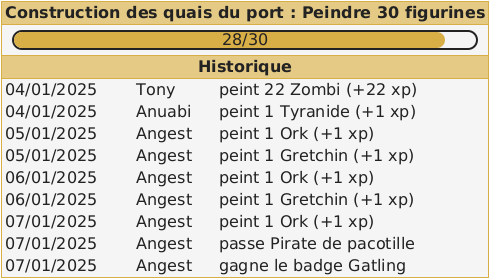 Construction des quais du port : Peindre 30 figurines
28/30
Historique
04/01/2025 Tony peint 22 Zombi (+22 xp)
04/01/2025 Anuabi peint 1 Tyranide (+1 xp)
05/01/2025 Angest peint 1 Ork (+1 xp)
05/01/2025 Angest peint 1 Gretchin (+1 xp)
06/01/2025 Angest peint 1 Ork (+1 xp)
06/01/2025 Angest peint 1 Gretchin (+1 xp)
07/01/2025 Angest peint 1 Ork (+1 xp)
07/01/2025 Angest passe Pirate de pacotille
07/01/2025 Angest gagne le badge Gatling